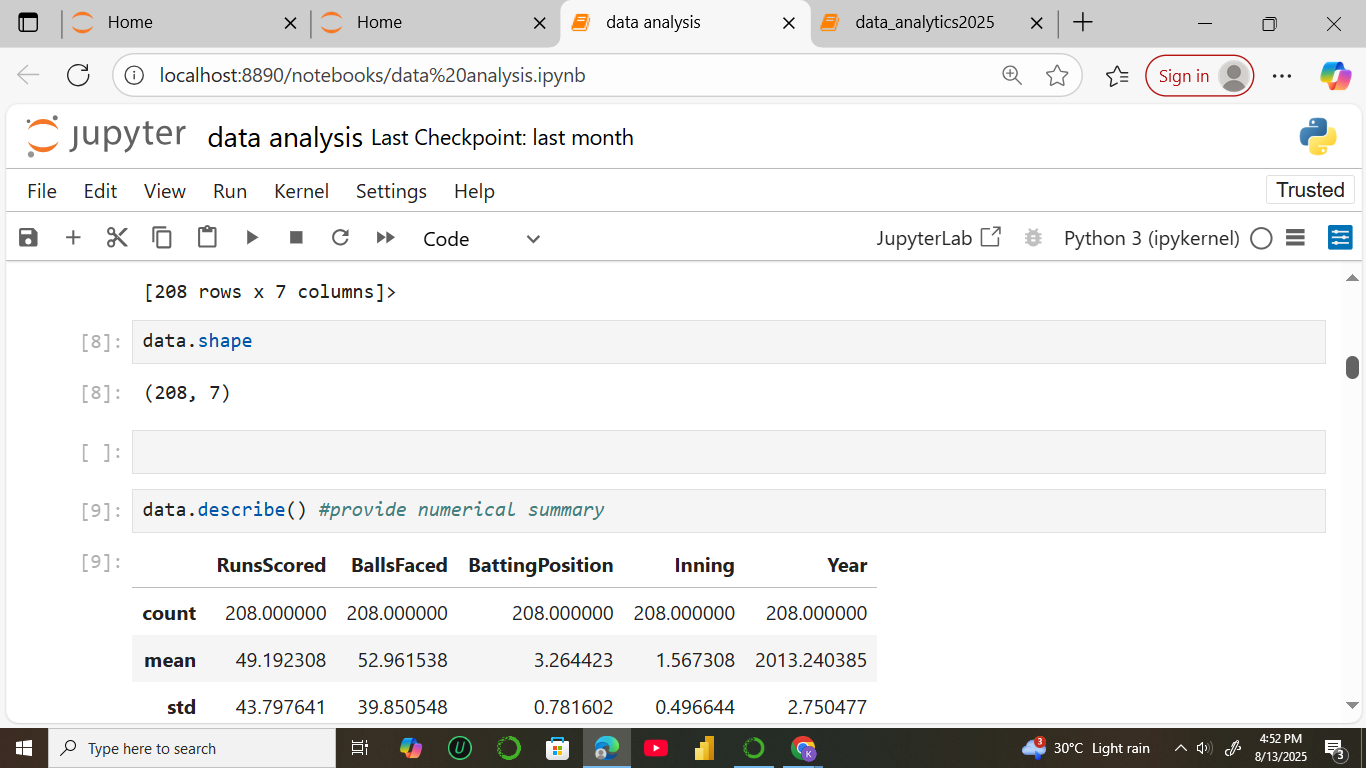 Home
Home
data analysis
data_analytics2025
localhost:8890/notebooks/data%20analysis.ipynb
Sign in
jupyter data analysis Last Checkpoint: last month
File Edit View Run Kernel Settings Help
Trusted
Code
JupyterLab
Python 3 (ipykernel)
[208 rows x 7 columns]>
[8]: data.shape
[8]: (208, 7)
[ ]:
[9]: data.describe() #provide numerical summary
[9]:
RunsScored BallsFaced BattingPosition Inning Year
count 208.000000 208.000000 208.000000 208.000000 208.000000
mean 49.192308 52.961538 3.264423 1.567308 2013.240385
std 43.797641 39.850548 0.781602 0.496644 2.750477
Type here to search
U
K
3
30°C Light rain
4:52 PM
8/13/2025
3